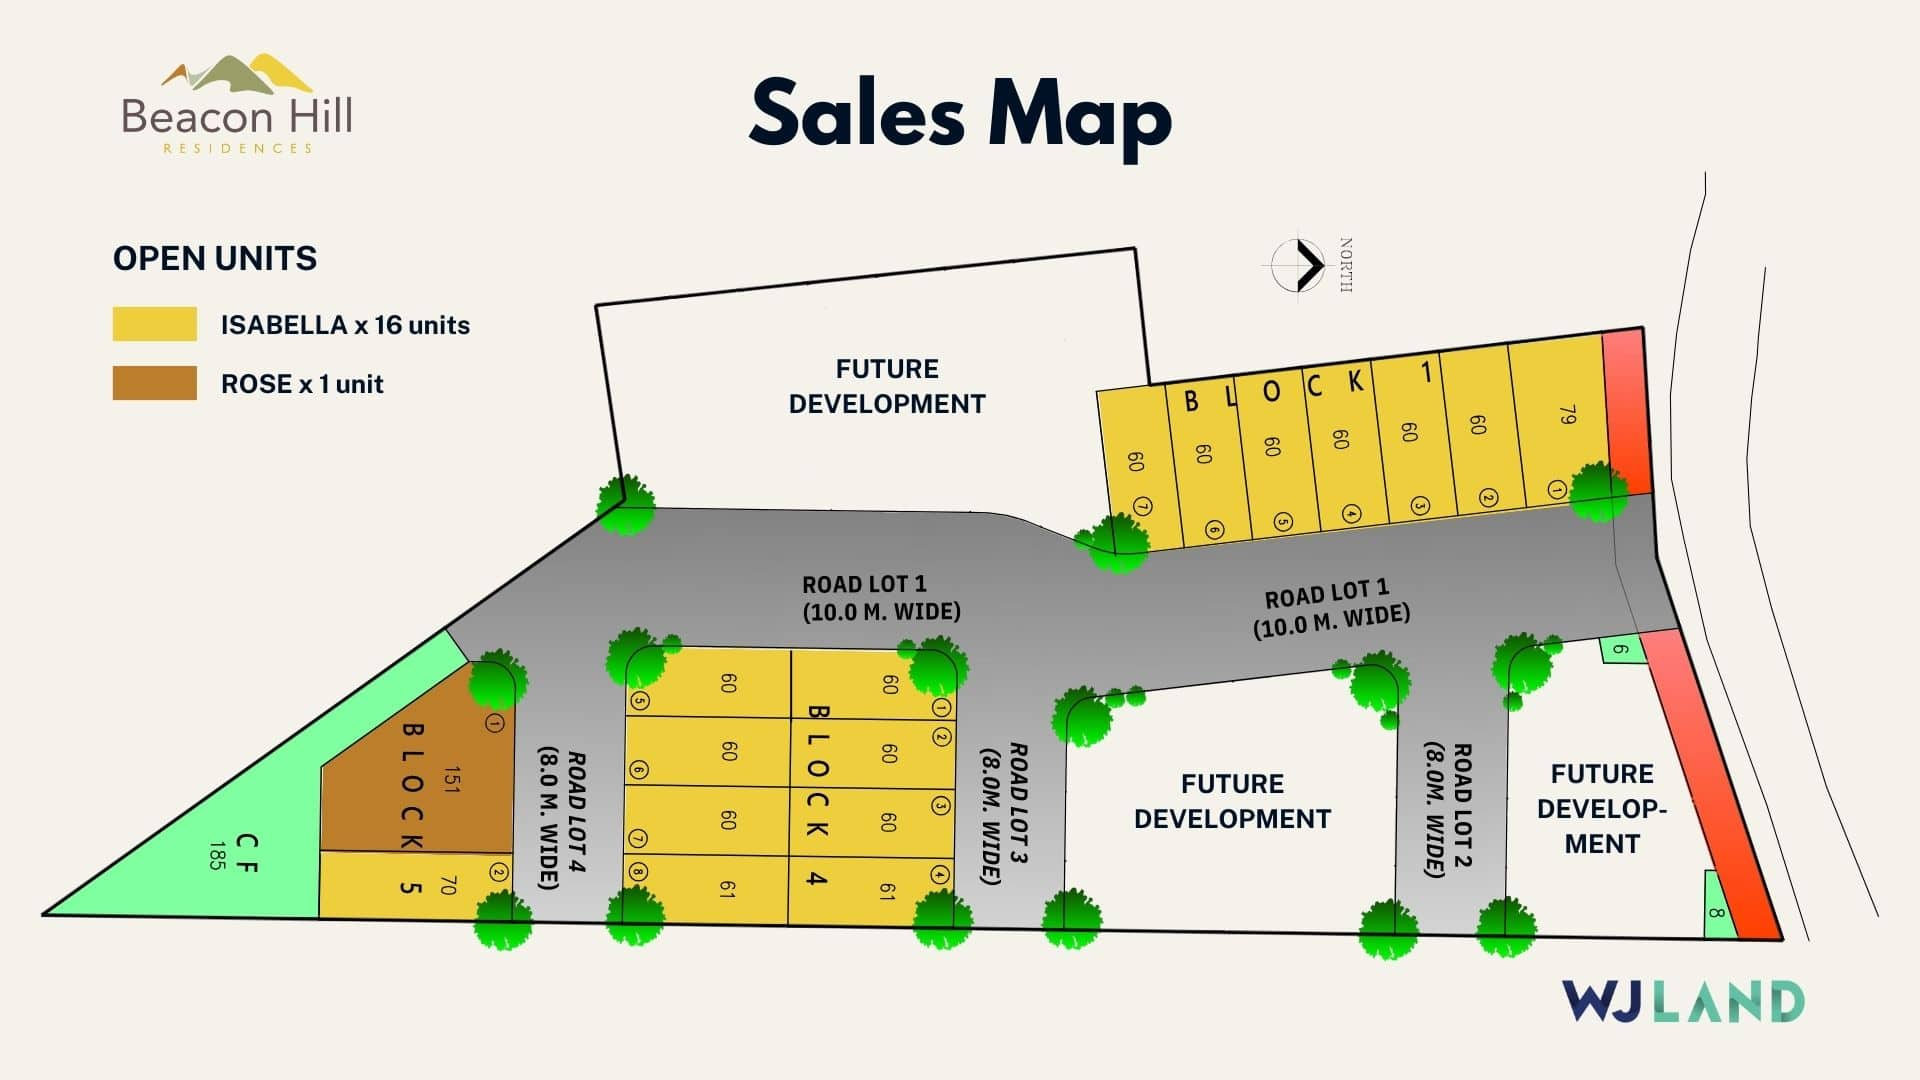 Beacon Hill
RESIDENCES
Sales Map
OPEN UNITS
ISABELLA x 16 units
ROSE x 1 unit
NORTH
FUTURE
DEVELOPMENT
BLOCK 1
60
60
60
60
60
60
79
7
6
5
4
3
2
1
ROAD LOT 1
(10.0 M. WIDE)
ROAD LOT 1
(10.0 M. WIDE)
CF
185
BLOCK 5
1
151
2
70
ROAD LOT 4
(8.0 M. WIDE)
BLOCK 4
5
60
60
1
6
60
60
2
7
60
60
3
8
61
61
4
ROAD LOT 3
(8.0M. WIDE)
FUTURE
DEVELOPMENT
ROAD LOT 2
(8.0M. WIDE)
FUTURE
DEVELOP-
MENT
6
8
WJLAND